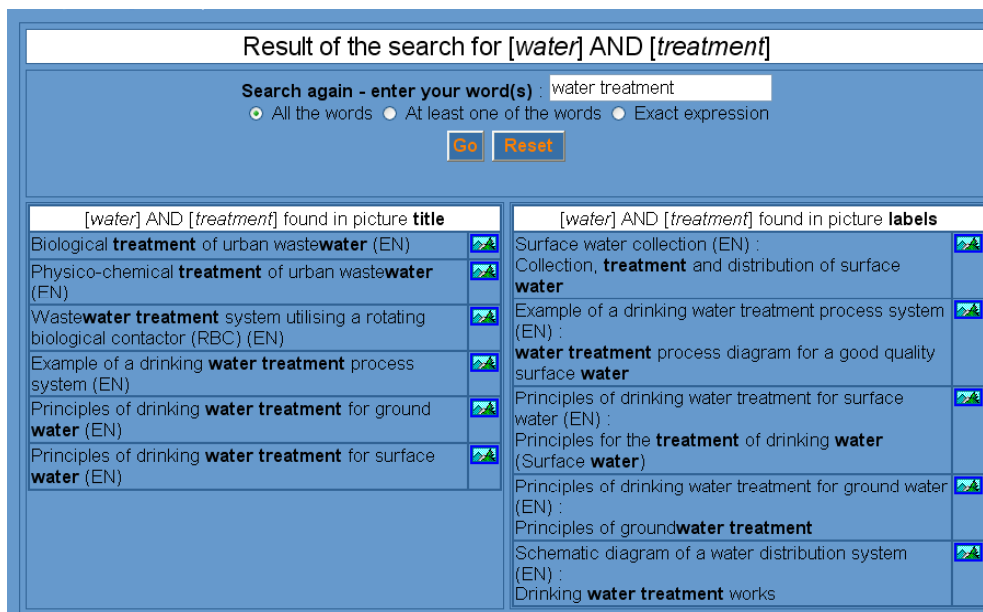 Result of the search for [water] AND [treatment]
Search again - enter your word(s) : water treatment
All the words At least one of the words Exact expression
Go Reset
[water] AND [treatment] found in picture title
Biological treatment of urban wastewater (EN)
Physico-chemical treatment of urban wastewater
(EN)
Wastewater treatment system utilising a rotating
biological contactor (RBC) (EN)
Example of a drinking water treatment process
system (EN)
Principles of drinking water treatment for ground
water (EN)
Principles of drinking water treatment for surface
water (EN)
[water] AND [treatment] found in picture labels
Surface water collection (EN) :
Collection, treatment and distribution of surface
water
Example of a drinking water treatment process system
(EN) :
water treatment process diagram for a good quality
surface water
Principles of drinking water treatment for surface
water (EN) :
Principles for the treatment of drinking water
(Surface water)
Principles of drinking water treatment for ground water
(EN) :
Principles of groundwater treatment
Schematic diagram of a water distribution system
(EN) :
Drinking water treatment works